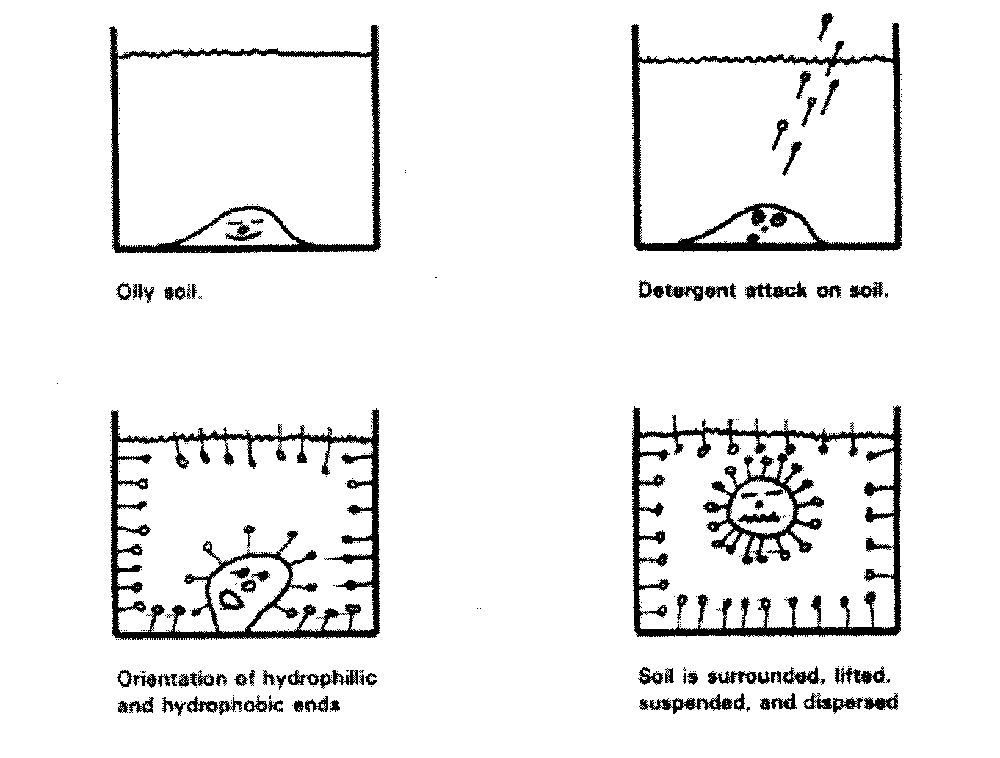 Oily soil.
Detergent attack on soil.
Orientation of hydrophillic
and hydrophobic ends
Soil is surrounded, lifted,
suspended, and dispersed